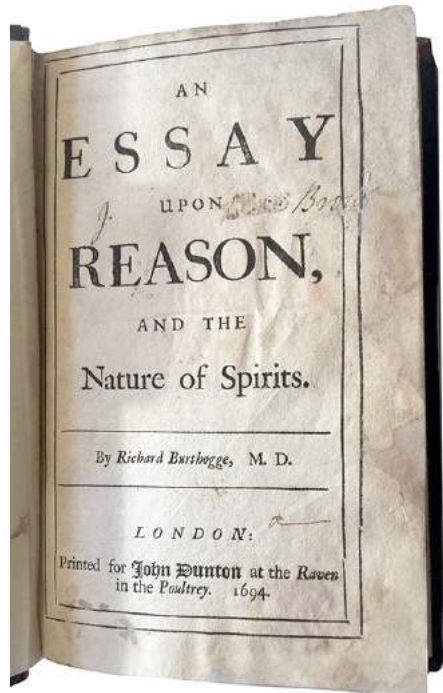 AN
ESSAY
UPON
REASON,
AND THE
Nature of Spirits.
By Richard Burthogge, M. D.
LONDON:
Printed for John Dunton at the Raven
in the Poultrey. 1694.